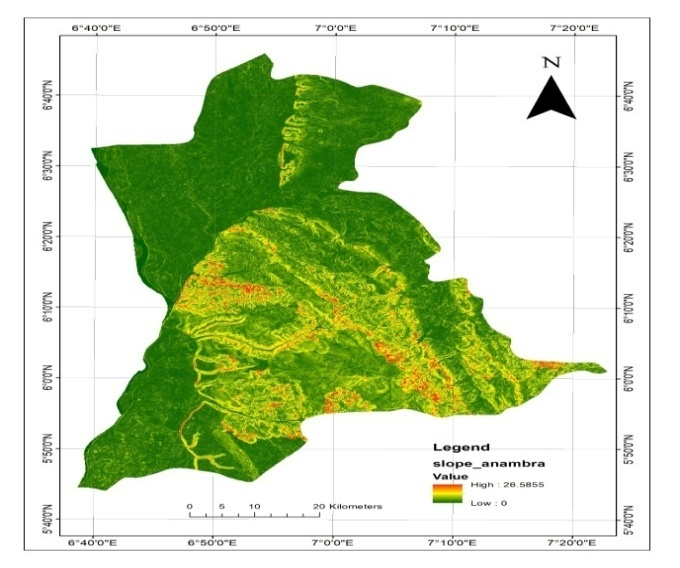 6°40'0"E 6°50'0"E 7°0'0"E 7°10'0"E 7°20'0"E
N
6°40'0"N 6°40'0"N
6°30'0"N 6°30'0"N
6°20'0"N 6°20'0"N
6°10'0"N 6°10'0"N
6°0'0"N 6°0'0"N
5°50'0"N 5°50'0"N
5°40'0"N 5°40'0"N
Legend
slope_anambra
Value
High : 26.5855
Low : 0
0 5 10 20 Kilometers
6°40'0"E 6°50'0"E 7°0'0"E 7°10'0"E 7°20'0"E